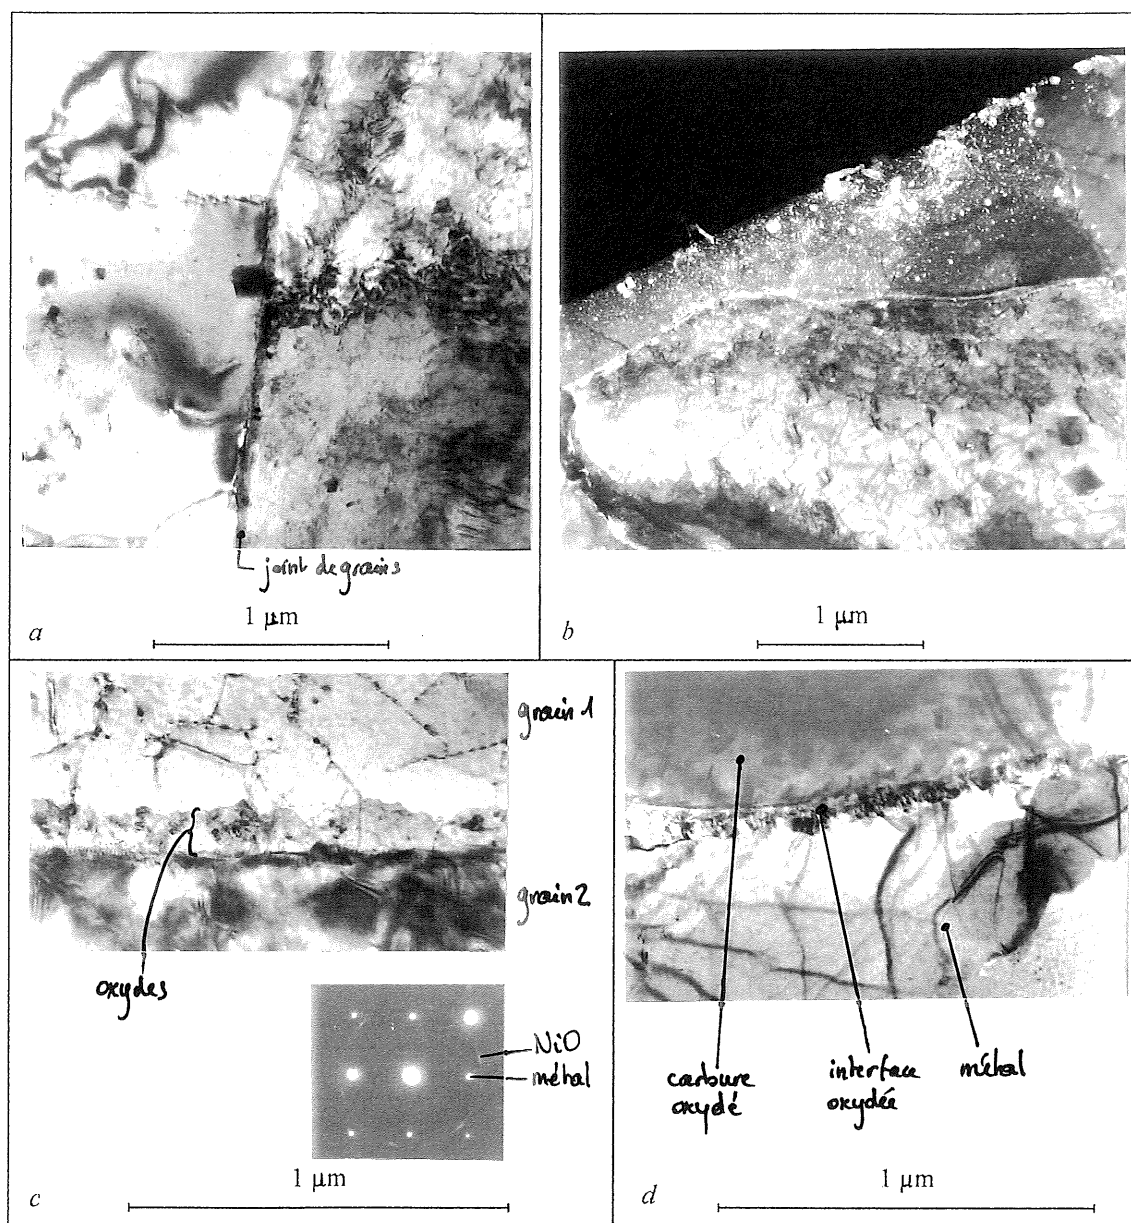 joint de grains
1 µm
a
1 µm
b
grain 1
grain 2
oxydes
NiO
métal
1 µm
c
carbure
oxydé
interface
oxydée
métal
1 µm
d